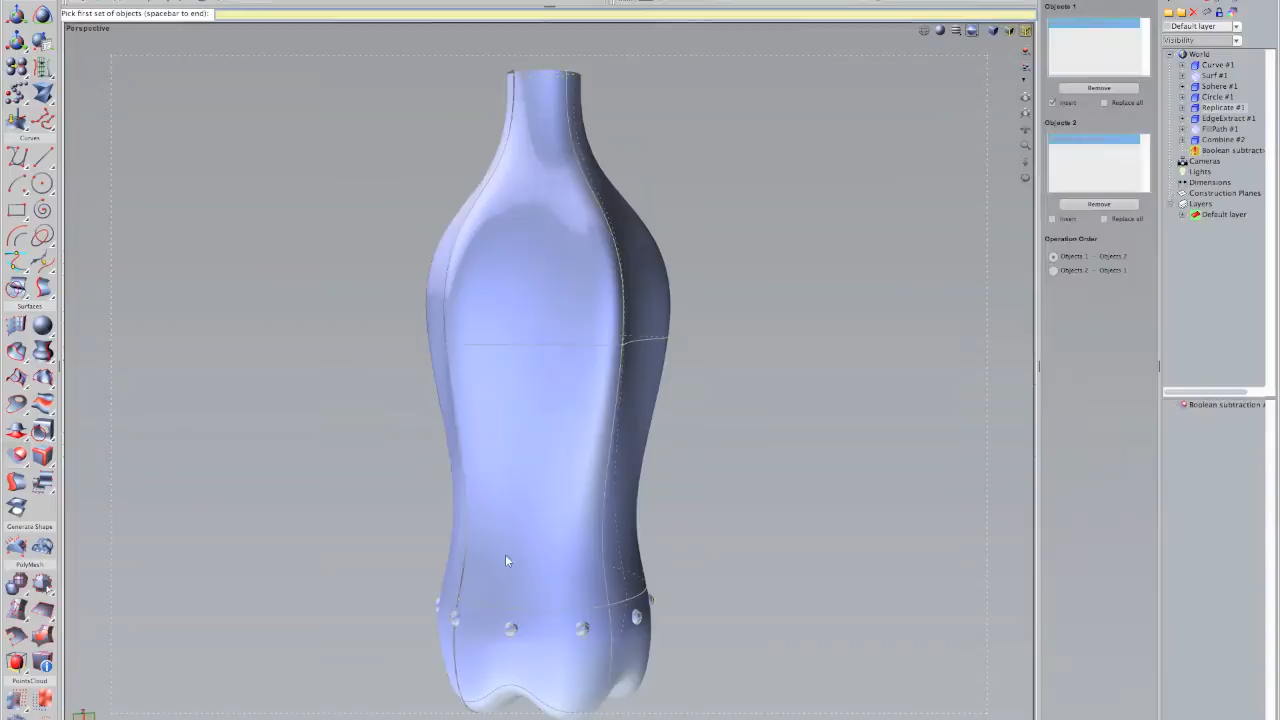 Pick first set of objects (spacebar to end):
Perspective
Curves
Surfaces
Generate Shape
PolyMesh
PointsCloud
Objects 1
Remove
Insert
Replace all
Objects 2
Remove
Insert
Replace all
Operation Order
Objects 1 - Objects 2
Objects 2 - Objects 1
Default layer
Visibility
World
Curve #1
Surf #1
Sphere #1
Circle #1
Replicate #1
EdgeExtract #1
FillPath #1
Combine #2
Boolean subtract
Cameras
Lights
Dimensions
Construction Planes
Layers
Default layer
Boolean subtraction